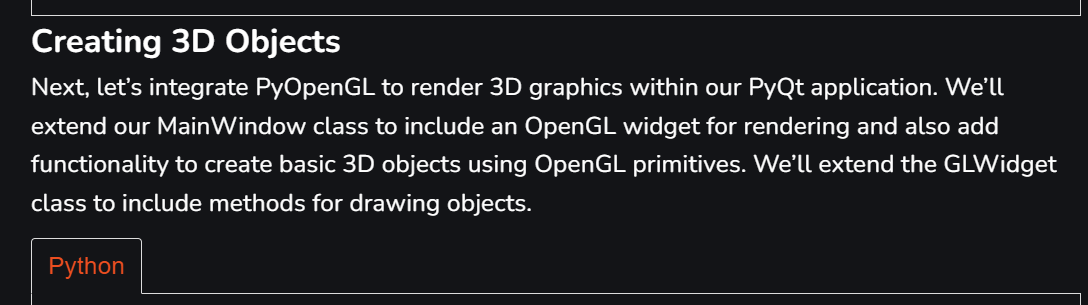 Creating 3D Objects
Next, let’s integrate PyOpenGL to render 3D graphics within our PyQt application. We’ll
extend our MainWindow class to include an OpenGL widget for rendering and also add
functionality to create basic 3D objects using OpenGL primitives. We’ll extend the GLWidget
class to include methods for drawing objects.
Python